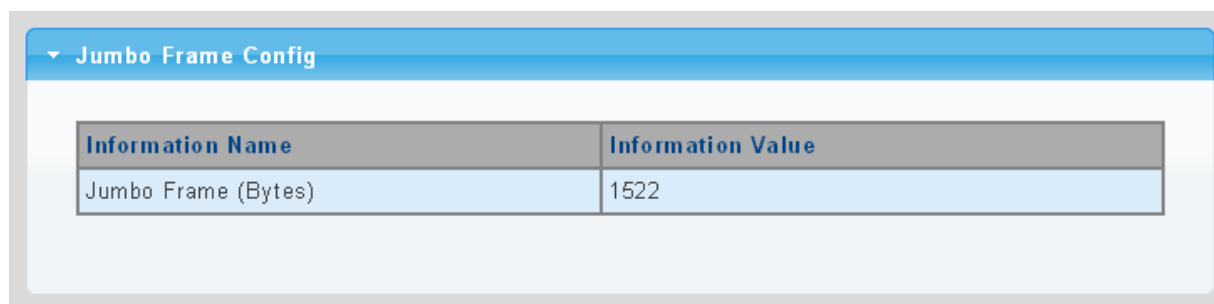 Jumbo Frame Config
Information Name Information Value
Jumbo Frame (Bytes) 1522